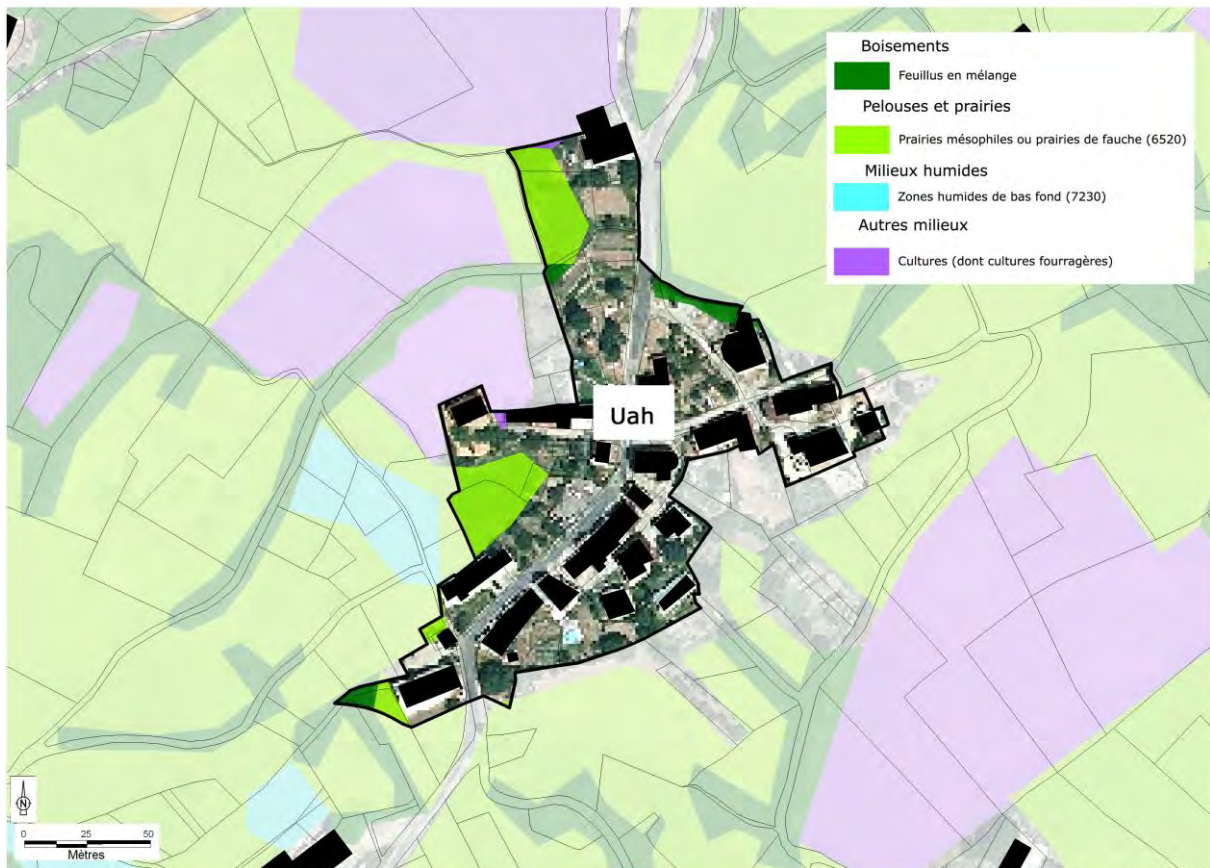 Boisements
Feuillus en mélange
Pelouses et prairies
Prairies mésophiles ou prairies de fauche (6520)
Milieux humides
Zones humides de bas fond (7230)
Autres milieux
Cultures (dont cultures fourragères)
Uah
N
0 25 50
Mètres